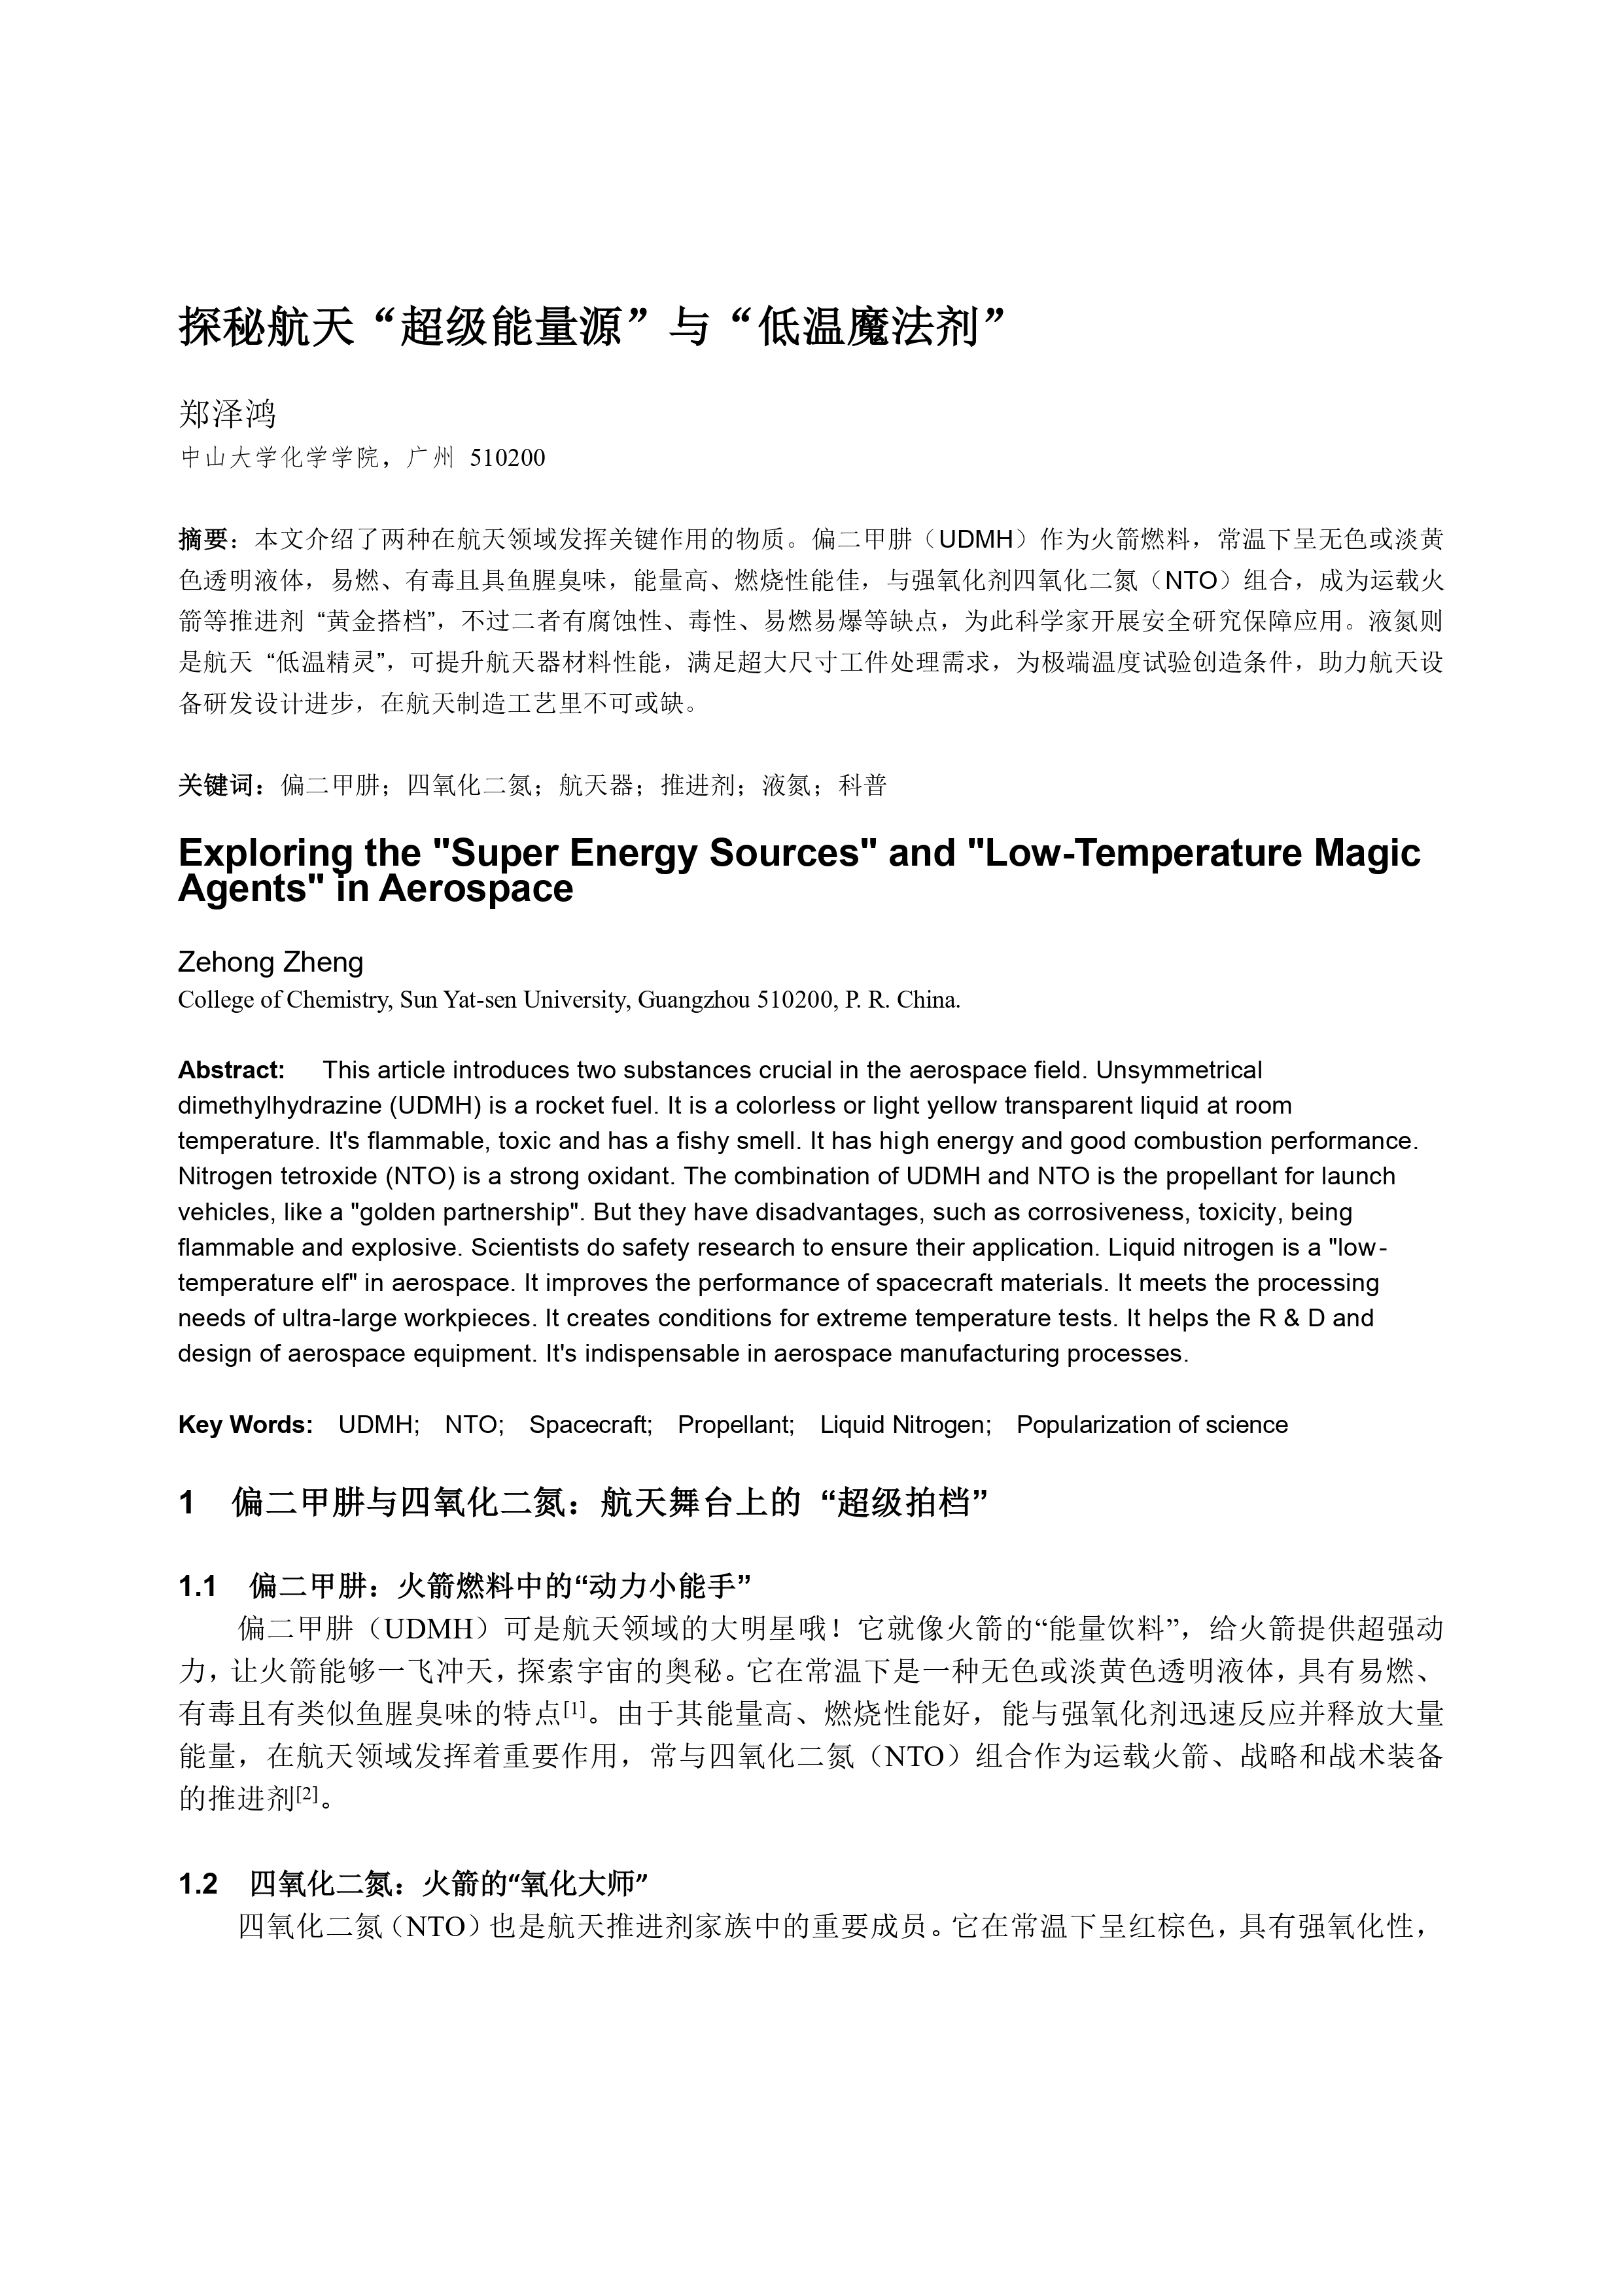 探秘航天“超级能量源”与“低温魔法剂”
郑泽鸿
中山大学化学学院，广州 510200
摘要：本文介绍了两种在航天领域发挥关键作用的物质。偏二甲肼（UDMH）作为火箭燃料，常温下呈无色或淡黄
色透明液体，易燃、有毒且具鱼腥臭味，能量高、燃烧性能佳，与强氧化剂四氧化二氮（NTO）组合，成为运载火
箭等推进剂 “黄金搭档”，不过二者有腐蚀性、毒性、易燃易爆等缺点，为此科学家开展安全研究保障应用。液氮则
是航天 “低温精灵”，可提升航天器材料性能，满足超大尺寸工件处理需求，为极端温度试验创造条件，助力航天设
备研发设计进步，在航天制造工艺里不可或缺。
关键词：偏二甲肼；四氧化二氮；航天器；推进剂；液氮；科普
Exploring the "Super Energy Sources" and "Low-Temperature Magic
Agents" in Aerospace
Zehong Zheng
College of Chemistry, Sun Yat-sen University, Guangzhou 510200, P. R. China.
Abstract: This article introduces two substances crucial in the aerospace field. Unsymmetrical
dimethylhydrazine (UDMH) is a rocket fuel. It is a colorless or light yellow transparent liquid at room
temperature. It's flammable, toxic and has a fishy smell. It has high energy and good combustion performance.
Nitrogen tetroxide (NTO) is a strong oxidant. The combination of UDMH and NTO is the propellant for launch
vehicles, like a "golden partnership". But they have disadvantages, such as corrosiveness, toxicity, being
flammable and explosive. Scientists do safety research to ensure their application. Liquid nitrogen is a "low-
temperature elf" in aerospace. It improves the performance of spacecraft materials. It meets the processing
needs of ultra-large workpieces. It creates conditions for extreme temperature tests. It helps the R & D and
design of aerospace equipment. It's indispensable in aerospace manufacturing processes.
Key Words: UDMH; NTO; Spacecraft; Propellant; Liquid Nitrogen; Popularization of science
1 偏二甲肼与四氧化二氮：航天舞台上的 “超级拍档”
1.1 偏二甲肼：火箭燃料中的“动力小能手”
偏二甲肼（UDMH）可是航天领域的大明星哦！它就像火箭的“能量饮料”，给火箭提供超强动
力，让火箭能够一飞冲天，探索宇宙的奥秘。它在常温下是一种无色或淡黄色透明液体，具有易燃、
有毒且有类似鱼腥臭味的特点[1]。由于其能量高、燃烧性能好，能与强氧化剂迅速反应并释放大量
能量，在航天领域发挥着重要作用，常与四氧化二氮（NTO）组合作为运载火箭、战略和战术装备
的推进剂[2]。
1.2 四氧化二氮：火箭的“氧化大师”
四氧化二氮（NTO）也是航天推进剂家族中的重要成员。它在常温下呈红棕色，具有强氧化性，